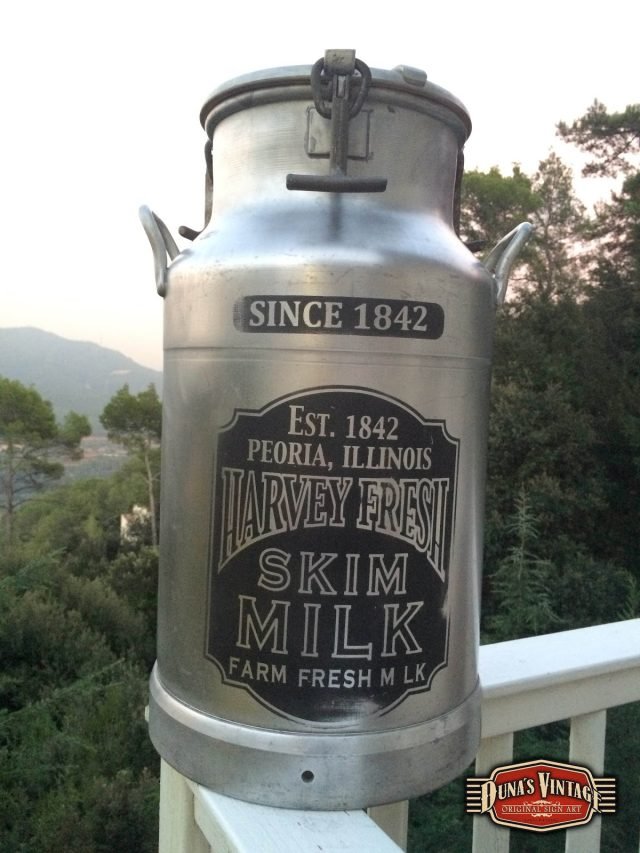 SINCE 1842
EST. 1842
PEORIA, ILLINOIS
HARVEY FRESH
SKIM
MILK
FARM FRESH M LK
DUNA'S VINTAGE
ORIGINAL SIGN ART